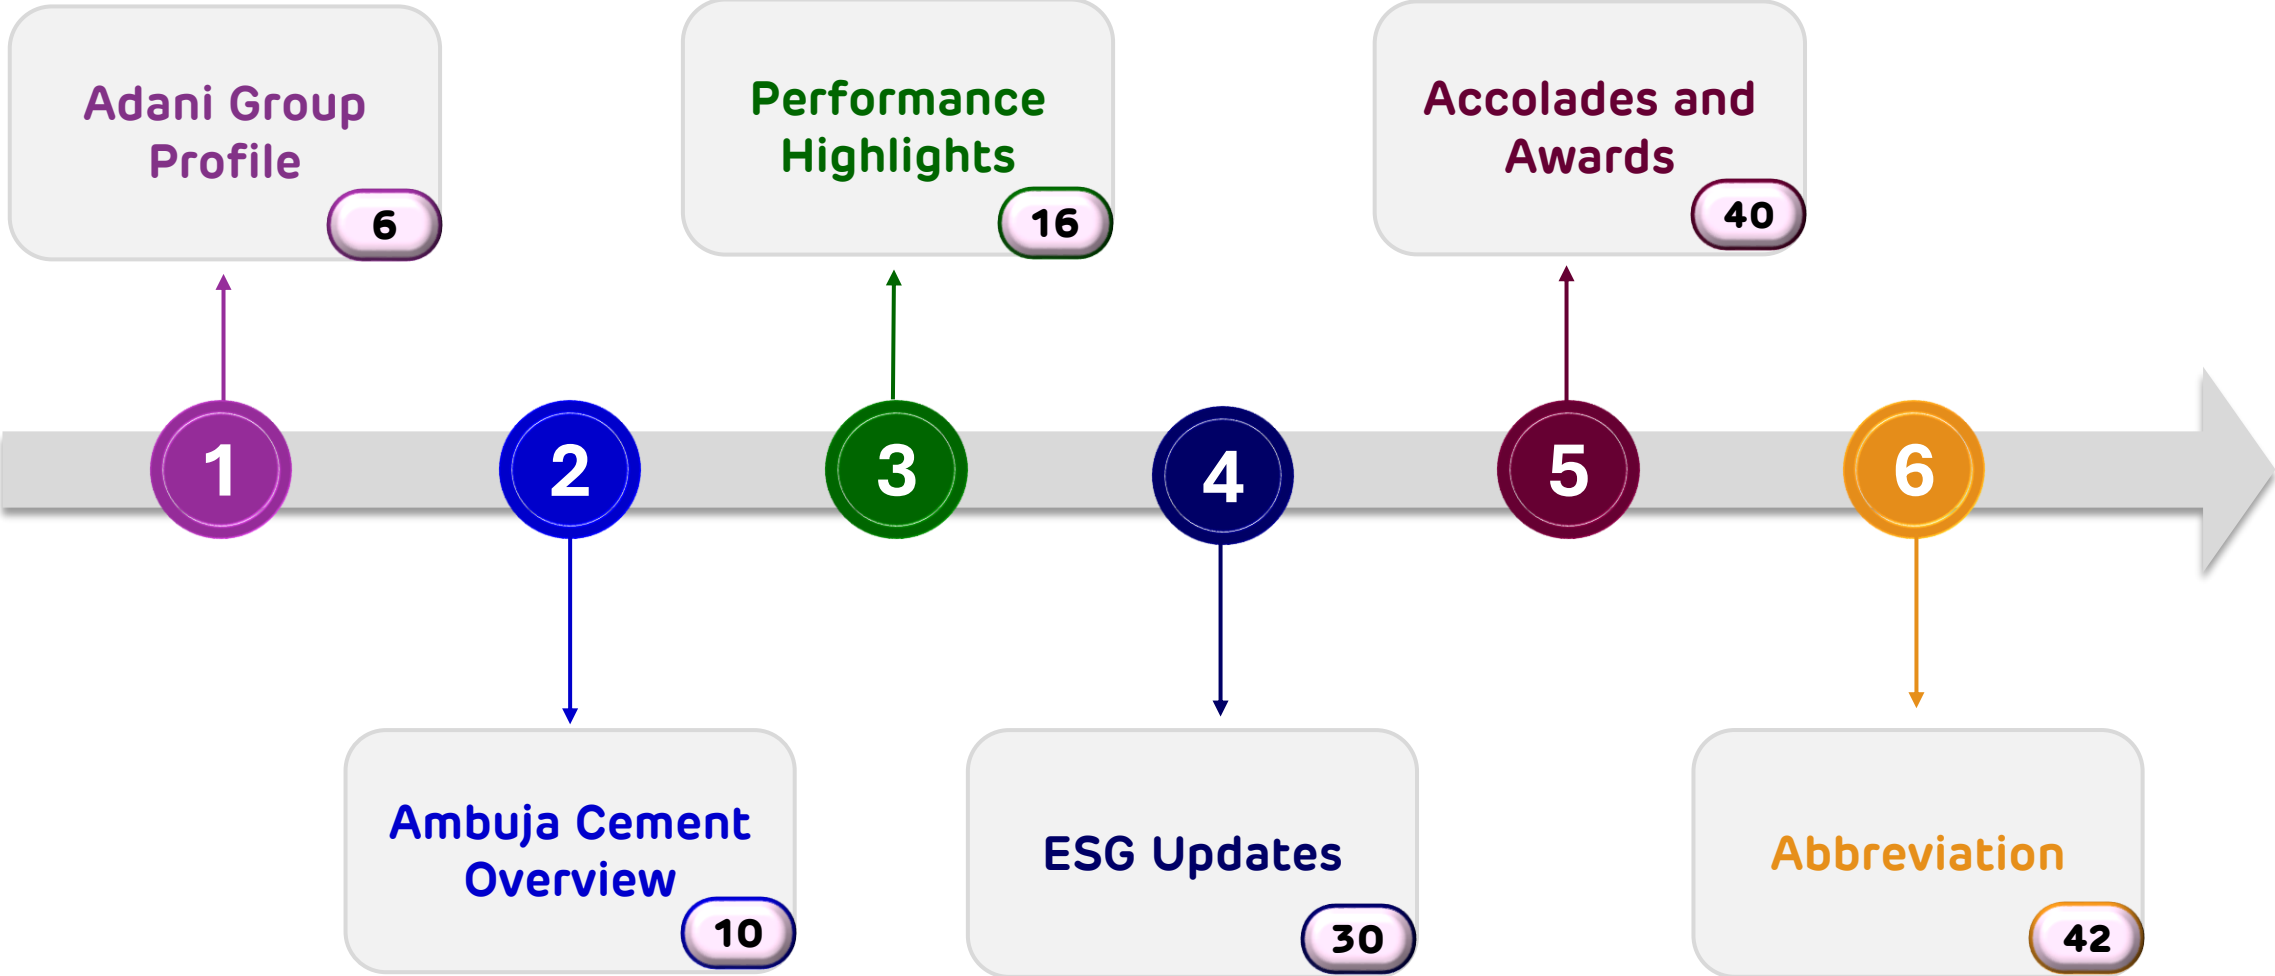 Adani Group
Profile
6
Performance
Highlights
16
Accolades and
Awards
40
1
2
3
4
5
6
Ambuja Cement
Overview
10
ESG Updates
30
Abbreviation
42